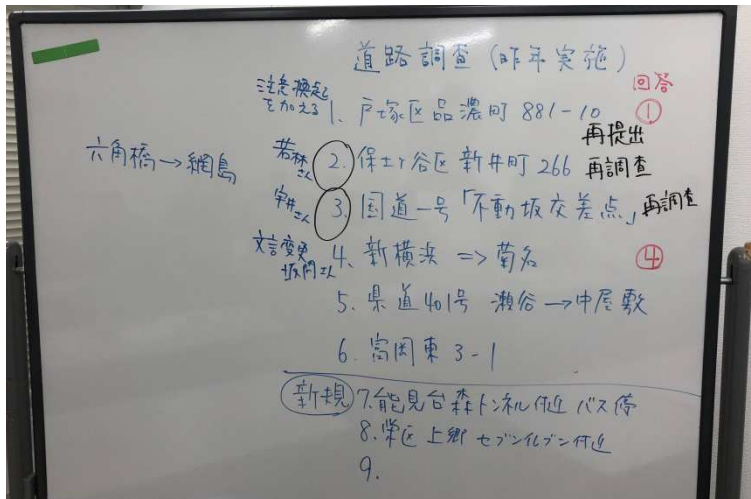 道路調査 (昨年実施)
回答
注意喚起
を加える 1. 戸塚区品濃町 881-10 ①
再提出
六角橋→網島
若林さん 2. 保土ヶ谷区 新井町 266 再調査
宇井さん 3. 国道一号「不動坂交差点」再調査
文言変更
坂間さん 4. 新横浜 => 菊名 ④
5. 県道401号 瀬谷→中屋敷
6. 富岡東 3-1
新規 7. 能見台森トンネル付近 バス停
8. 栄区 上郷 セブンイレブン付近
9.